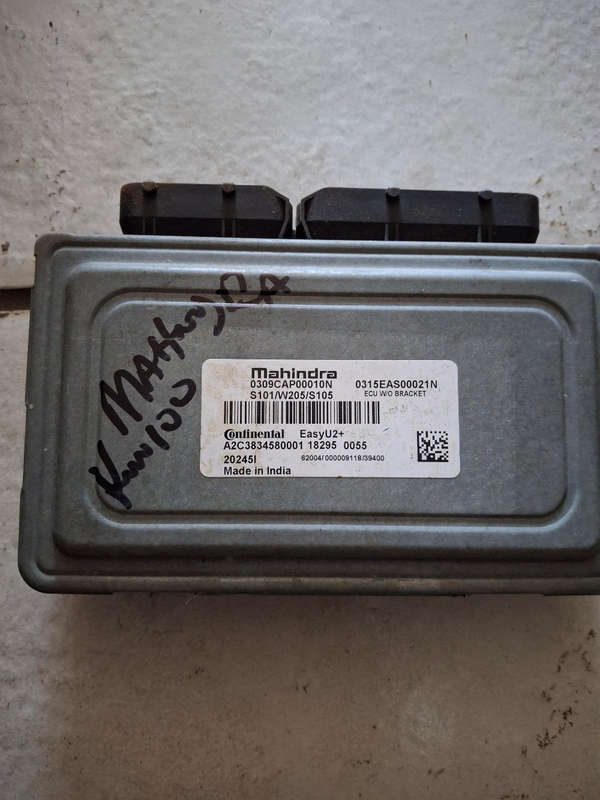 MAHINDRA
KUV100
Mahindra
0309CAP00010N 0315EAS00021N
S101/W205/S105 ECU W/O BRACKET
Continental EasyU2+
A2C3834580001 18295 0055
20245I 62004/000009118/39400
Made in India